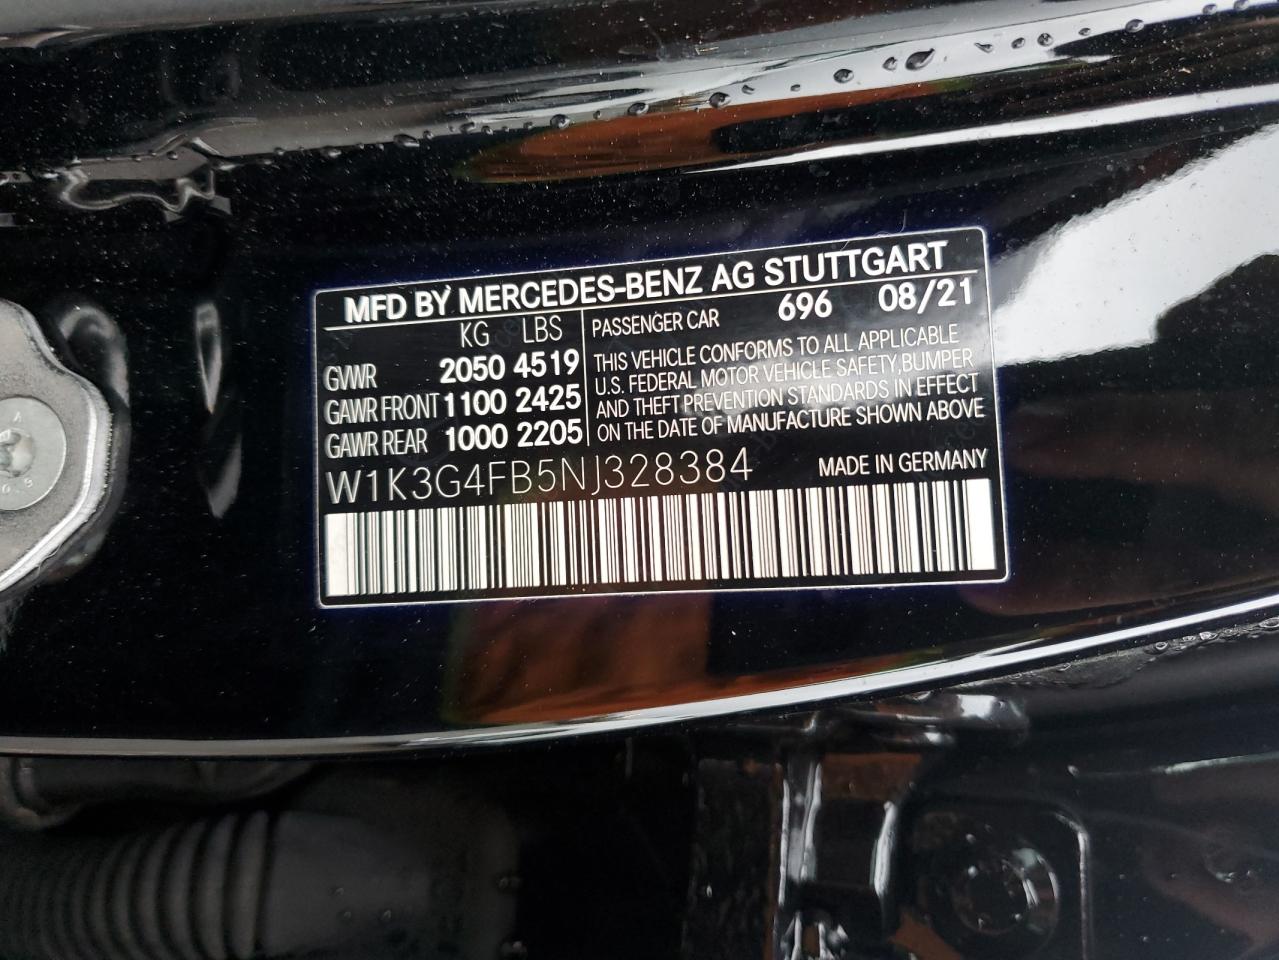 MFD BY MERCEDES-BENZ AG STUTTGART
KG LBS
GVWR 2050 4519
GAWR FRONT 1100 2425
GAWR REAR 1000 2205
PASSENGER CAR 696 08/21
THIS VEHICLE CONFORMS TO ALL APPLICABLE
U.S. FEDERAL MOTOR VEHICLE SAFETY, BUMPER
AND THEFT PREVENTION STANDARDS IN EFFECT
ON THE DATE OF MANUFACTURE SHOWN ABOVE
W1K3G4FB5NJ328384 MADE IN GERMANY